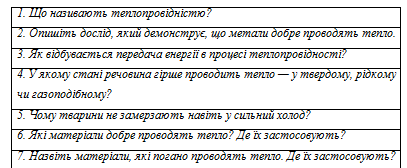 1. Що називають теплопровідністю?
2. Опишіть дослід, який демонструє, що метали добре проводять тепло.
3. Як відбувається передача енергії в процесі теплопровідності?
4. У якому стані речовина гірше проводить тепло — у твердому, рідкому
чи газоподібному?
5. Чому тварини не замерзають навіть у сильний холод?
6. Які матеріали добре проводять тепло? Де їх застосовують?
7. Назвіть матеріали, які погано проводять тепло. Де їх застосовують?